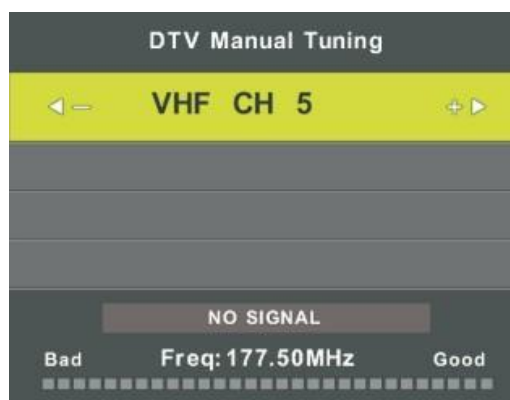 DTV Manual Tuning
− VHF CH 5 +
NO SIGNAL
Bad Freq:177.50MHz Good